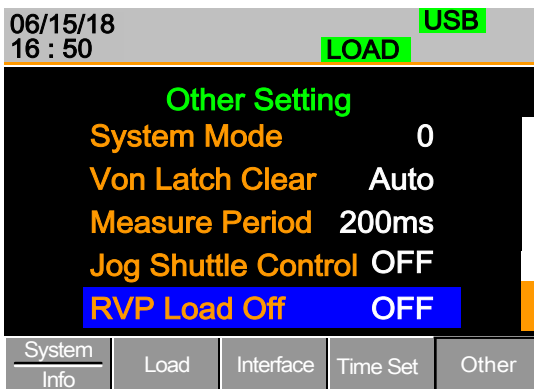 06/15/18 USB
16 : 50 LOAD
Other Setting
System Mode 0
Von Latch Clear Auto
Measure Period 200ms
Jog Shuttle Control OFF
RVP Load Off OFF
System
Info
Load
Interface
Time Set
Other